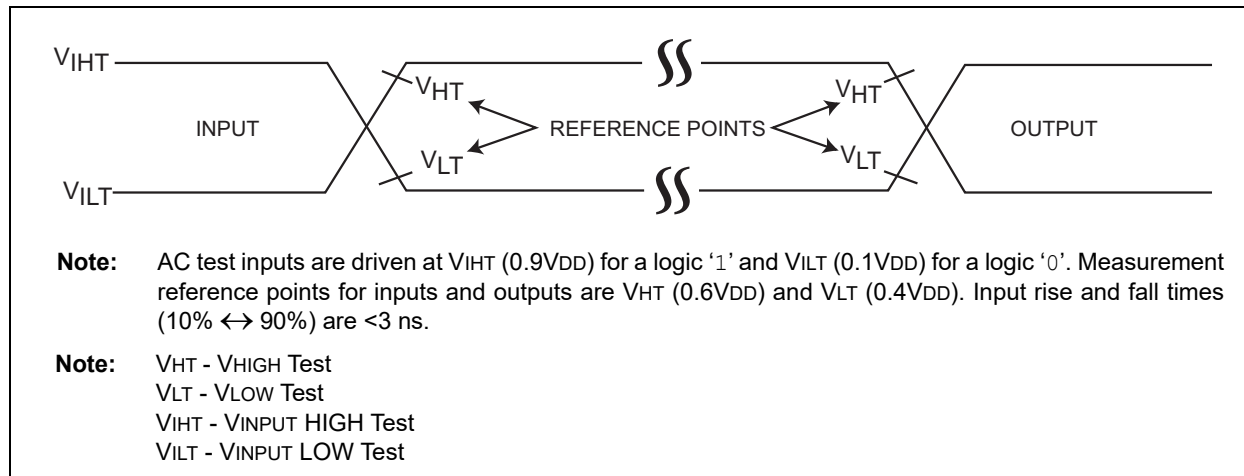 VIHT
VHT
VHT
INPUT
REFERENCE POINTS
OUTPUT
VLT
VLT
VILT
Note: AC test inputs are driven at VIHT (0.9VDD) for a logic ‘1’ and VILT (0.1VDD) for a logic ‘0’. Measurement
reference points for inputs and outputs are VHT (0.6VDD) and VLT (0.4VDD). Input rise and fall times
(10% ↔ 90%) are <3 ns.
Note: VHT - VHIGH Test
VLT - VLOW Test
VIHT - VINPUT HIGH Test
VILT - VINPUT LOW Test